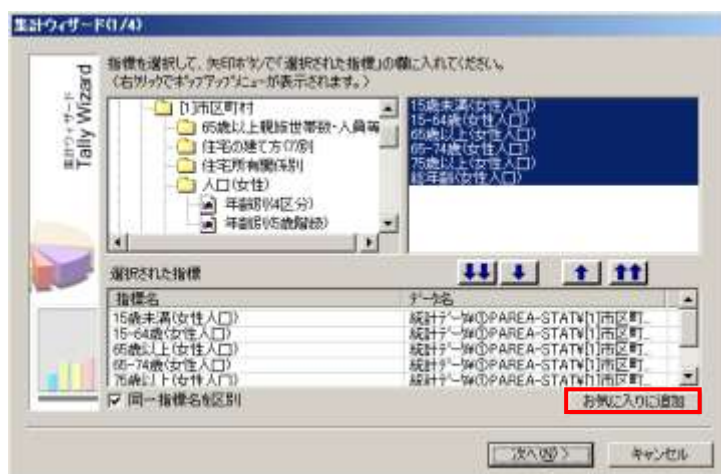 集計ウィザード(1/4)
集計ウィザード
Tally Wizard
指標を選択して、矢印ボタンで「選択された指標」の欄に入れてください。
(右クリックでポップアップメニューが表示されます。)
[1]市区町村
65歳以上親族世帯数・人員等
住宅の建て方(7)別
住宅所有関係別
人口(女性)
年齢別(4区分)
年齢別(5歳階級)
15歳未満(女性人口)
15-64歳(女性人口)
65歳以上(女性人口)
65-74歳(女性人口)
75歳以上(女性人口)
総年齢(女性人口)
選択された指標
指標名 データ名
15歳未満(女性人口) 統計データ¥①PAREA-STAT¥[1]市区町...
15-64歳(女性人口) 統計データ¥①PAREA-STAT¥[1]市区町...
65歳以上(女性人口) 統計データ¥①PAREA-STAT¥[1]市区町...
65-74歳(女性人口) 統計データ¥①PAREA-STAT¥[1]市区町...
75歳以上(女性人口) 統計データ¥①PAREA-STAT¥[1]市区町...
同一指標名を区別 お気に入りに追加
次へ(N) > キャンセル